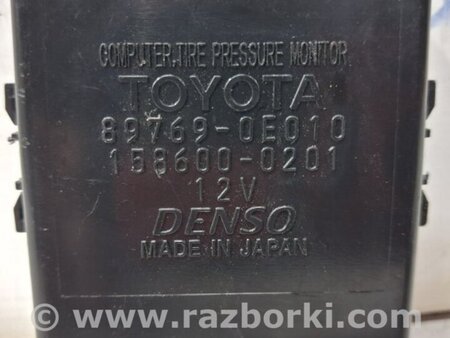 COMPUTER,TIRE PRESSURE MONITOR
TOYOTA
89769-0E010
158600-0201
12V
DENSO
MADE IN JAPAN
© www.razborki.com